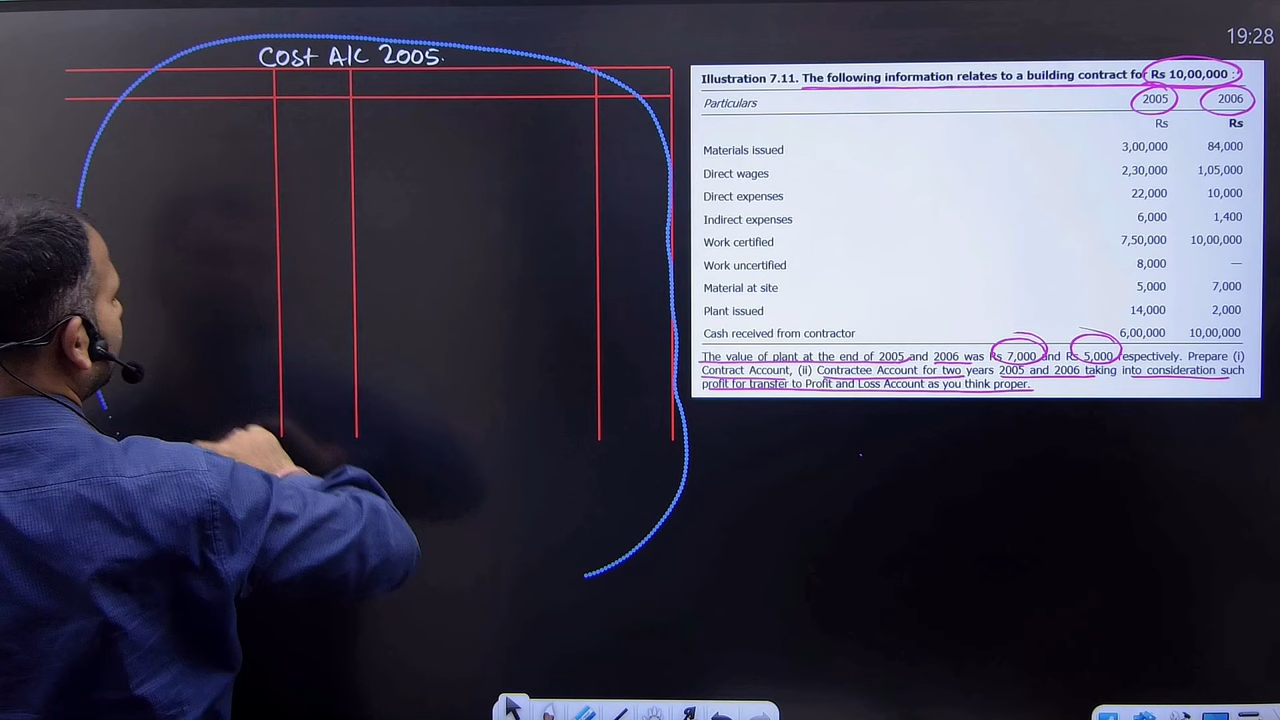 19:28
Cost A/C 2005.
Illustration 7.11. The following information relates to a building contract for Rs 10,00,000 :
Particulars 2005 2006
Rs Rs
Materials issued 3,00,000 84,000
Direct wages 2,30,000 1,05,000
Direct expenses 22,000 10,000
Indirect expenses 6,000 1,400
Work certified 7,50,000 10,00,000
Work uncertified 8,000 —
Material at site 5,000 7,000
Plant issued 14,000 2,000
Cash received from contractor 6,00,000 10,00,000
The value of plant at the end of 2005 and 2006 was Rs 7,000 and Rs 5,000 respectively. Prepare (i)
Contract Account, (ii) Contractee Account for two years 2005 and 2006 taking into consideration such
profit for transfer to Profit and Loss Account as you think proper.